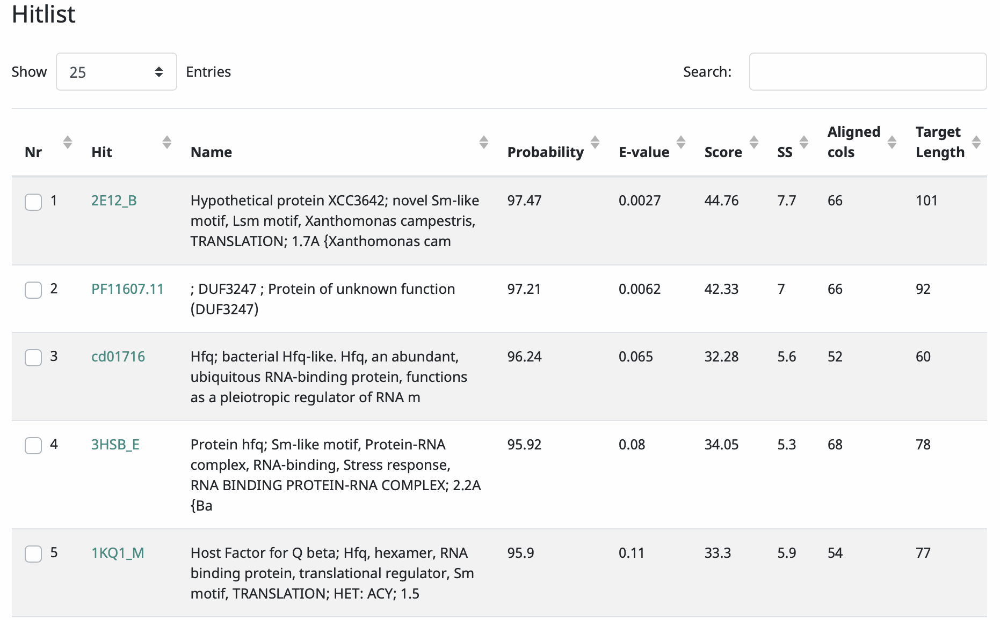 Hitlist
Show 25 Entries Search:
Nr Hit Name Probability E-value Score SS Aligned cols Target Length
1 2E12_B Hypothetical protein XCC3642; novel Sm-like 97.47 0.0027 44.76 7.7 66 101
motif, Lsm motif, Xanthomonas campestris,
TRANSLATION; 1.7A {Xanthomonas cam
2 PF11607.11 ; DUF3247 ; Protein of unknown function 97.21 0.0062 42.33 7 66 92
(DUF3247)
3 cd01716 Hfq; bacterial Hfq-like. Hfq, an abundant, 96.24 0.065 32.28 5.6 52 60
ubiquitous RNA-binding protein, functions
as a pleiotropic regulator of RNA m
4 3HSB_E Protein hfq; Sm-like motif, Protein-RNA 95.92 0.08 34.05 5.3 68 78
complex, RNA-binding, Stress response,
RNA BINDING PROTEIN-RNA COMPLEX; 2.2A
{Ba
5 1KQ1_M Host Factor for Q beta; Hfq, hexamer, RNA 95.9 0.11 33.3 5.9 54 77
binding protein, translational regulator, Sm
motif, TRANSLATION; HET: ACY; 1.5